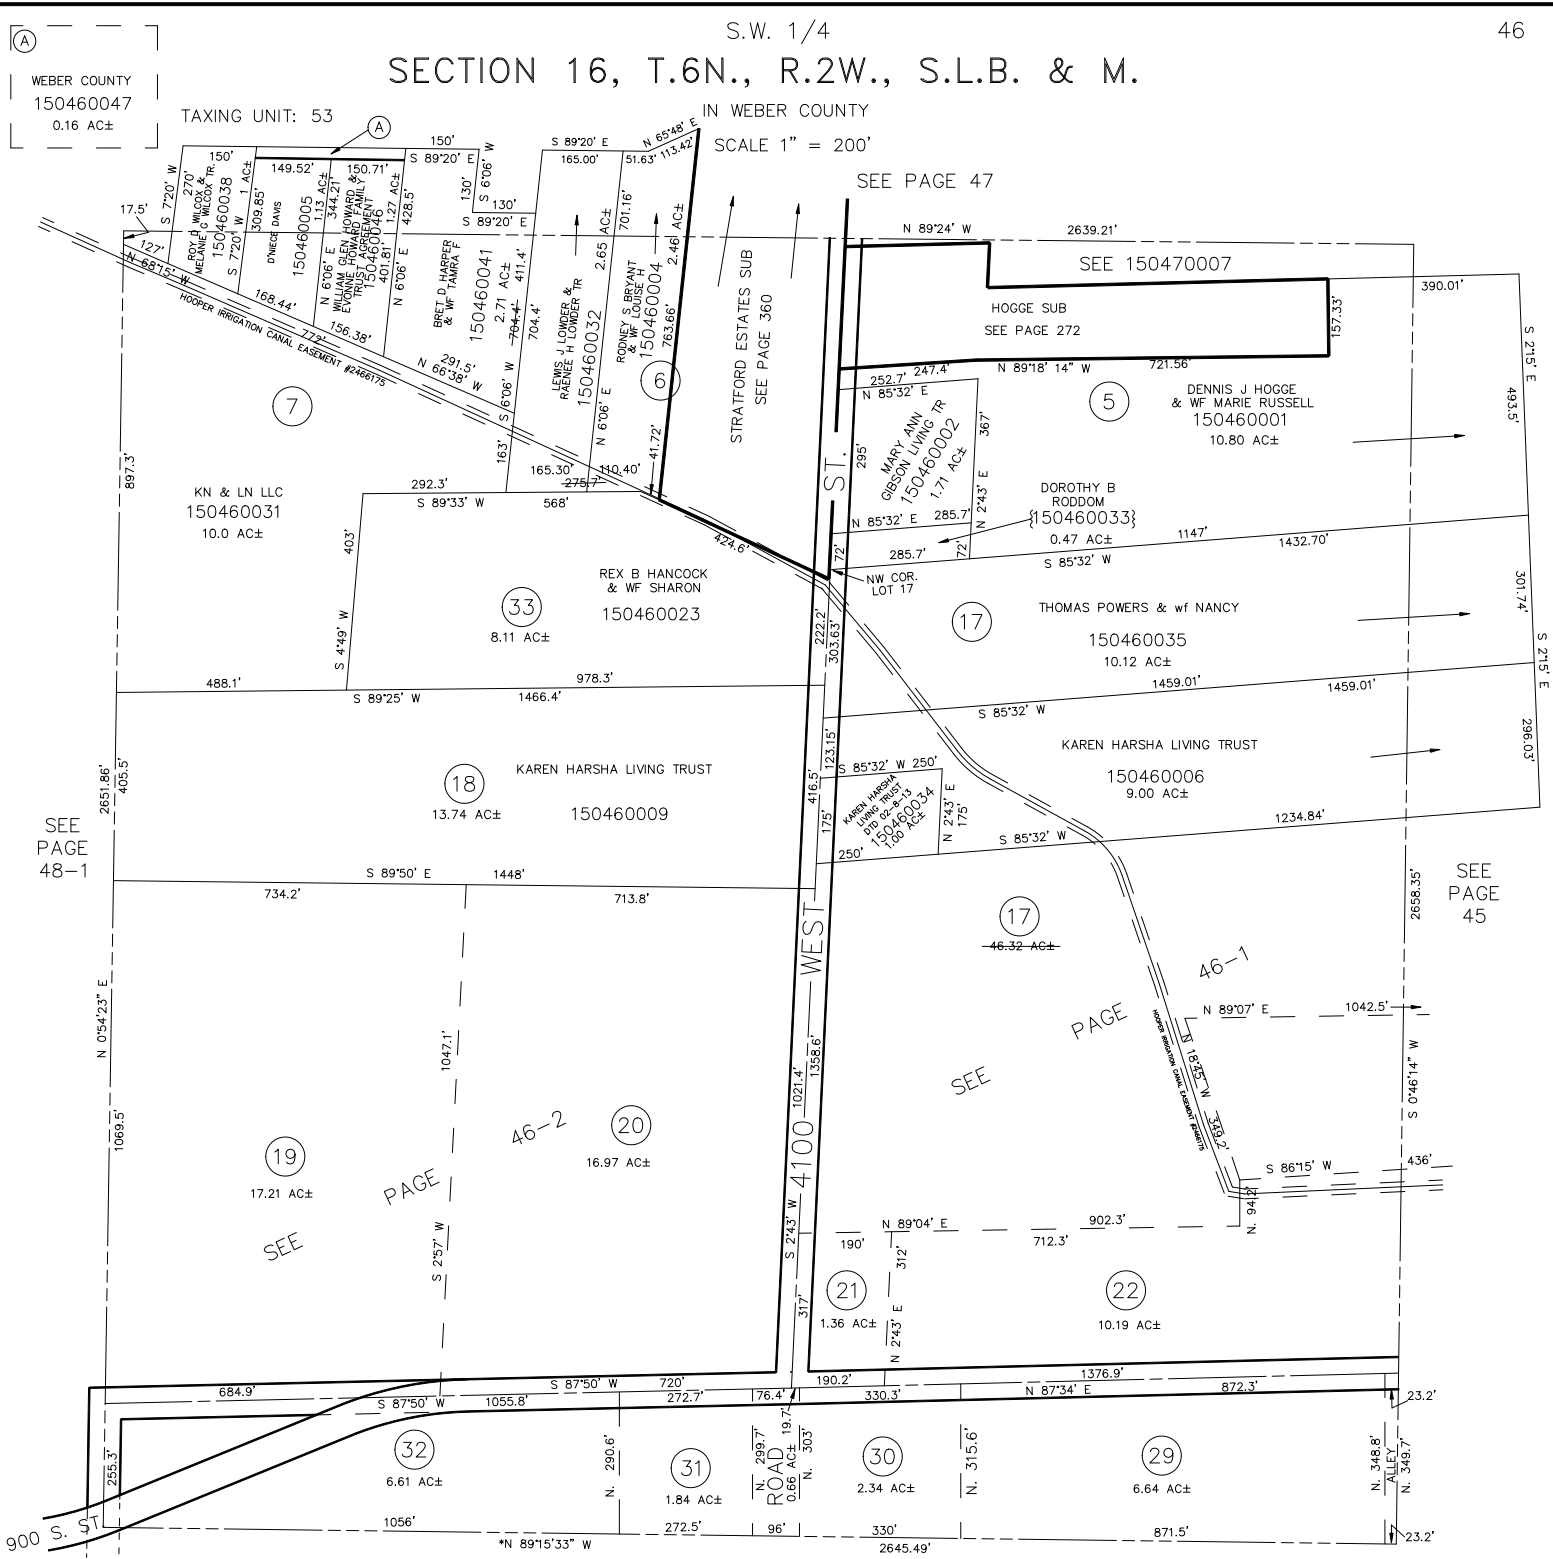 S.W. 1/4
46
SECTION 16, T.6N., R.2W., S.L.B. & M.
IN WEBER COUNTY
SCALE 1" = 200'
TAXING UNIT: 53
A
WEBER COUNTY
150460047
0.16 AC±
A
SEE PAGE 47
17.5'
127'
N 68°15' W
S 7°20' W
270'
150'
ROY D WILCOX &
MELANIE G WILCOX TR.
150460038
1 AC±
S 7°20' W
309.85'
149.52'
D'NIECE DAVIS
150460005
1.13 AC±
344.21'
N 6°06' E
150.71'
WILLIAM GLEN HOWARD &
EVONNE HOWARD FAMILY
TRUST AGREEMENT
150460046
1.27 AC±
401.81'
428.5'
N 6°06' E
168.44'
156.38'
772'
HOOPER IRRIGATION CANAL EASEMENT #2466175
150'
S 89°20' E
130'
S 6°06' W
130'
S 89°20' E
BRET D HARPER
& WF TAMRA F
150460041
2.71 AC±
704.4'
411.4'
704.4'
291.5'
N 66°38' W
S 6°06' W
163'
S 89°20' E
165.00'
LEWIS J LOWDER &
RAENEE H LOWDER TR
150460032
2.65 AC±
701.16'
N 6°06' E
51.63'
N 65°48' E
113.42'
RODNEY S BRYANT
& WF LOUISE H
150460004
2.46 AC±
763.66'
6
41.72'
165.30'
110.40'
275.7'
STRATFORD ESTATES SUB
SEE PAGE 360
N 89°24' W
2639.21'
SEE 150470007
HOGGE SUB
SEE PAGE 272
157.33'
390.01'
S 2°15' E
493.5'
N 89°18' 14" W
721.56'
252.7'
247.4'
N 85°32' E
5
DENNIS J HOGGE
& WF MARIE RUSSELL
150460001
10.80 AC±
MARY ANN
GIBSON LIVING TR
150460002
1.71 AC±
295'
367'
N 2°43' E
N 85°32' E
285.7'
DOROTHY B
RODDOM
{150460033}
0.47 AC±
72'
285.7'
72'
1147'
1432.70'
S 85°32' W
NW COR.
LOT 17
7
897.3'
KN & LN LLC
150460031
10.0 AC±
292.3'
S 89°33' W
568'
403'
S 4°49' W
424.6'
REX B HANCOCK
& WF SHARON
150460023
33
8.11 AC±
488.1'
978.3'
S 89°25' W
1466.4'
222.2'
303.63'
17
THOMAS POWERS & wf NANCY
150460035
10.12 AC±
301.74'
S 2°15' E
1459.01'
1459.01'
S 85°32' W
2651.86'
405.5'
18
13.74 AC±
KAREN HARSHA LIVING TRUST
150460009
416.5'
123.15'
S 85°32' W 250'
KAREN HARSHA
LIVING TRUST
DTD 02-8-13
150460034
1.00 AC±
175'
N 2°43' E
175'
250'
KAREN HARSHA LIVING TRUST
150460006
9.00 AC±
296.03'
1234.84'
S 85°32' W
SEE
PAGE
48-1
SEE
PAGE
45
S 89°50' E
1448'
734.2'
713.8'
ST.
WEST
4100
17
46.32 AC±
2658.35'
SEE PAGE 46-1
N 0°54'23" E
1069.5'
1047.1'
S 2°57' W
1021.4'
1358.6'
S 2°43' W
19
17.21 AC±
20
16.97 AC±
SEE PAGE 46-2
N 89°07' E
1042.5'
N 18°45' W
349.2'
HOOPER IRRIGATION CANAL EASEMENT #2466175
S 0°46'14" W
S 86°15' W
436'
N. 94.2'
N 89°04' E
902.3'
190'
712.3'
312'
N 2°43' E
317'
21
1.36 AC±
22
10.19 AC±
684.9'
S 87°50' W
720'
S 87°50' W
1055.8'
272.7'
76.4'
19.7'
190.2'
330.3'
N 87°34' E
1376.9'
872.3'
23.2'
255.3'
32
6.61 AC±
N. 290.6'
31
1.84 AC±
N. 299.7'
ROAD
0.66 AC±
N. 303'
30
2.34 AC±
N. 315.6'
29
6.64 AC±
N. 348.8'
ALLEY
N. 349.7'
900 S. ST.
1056'
272.5'
96'
330'
871.5'
23.2'
*N 89°15'33" W
2645.49'